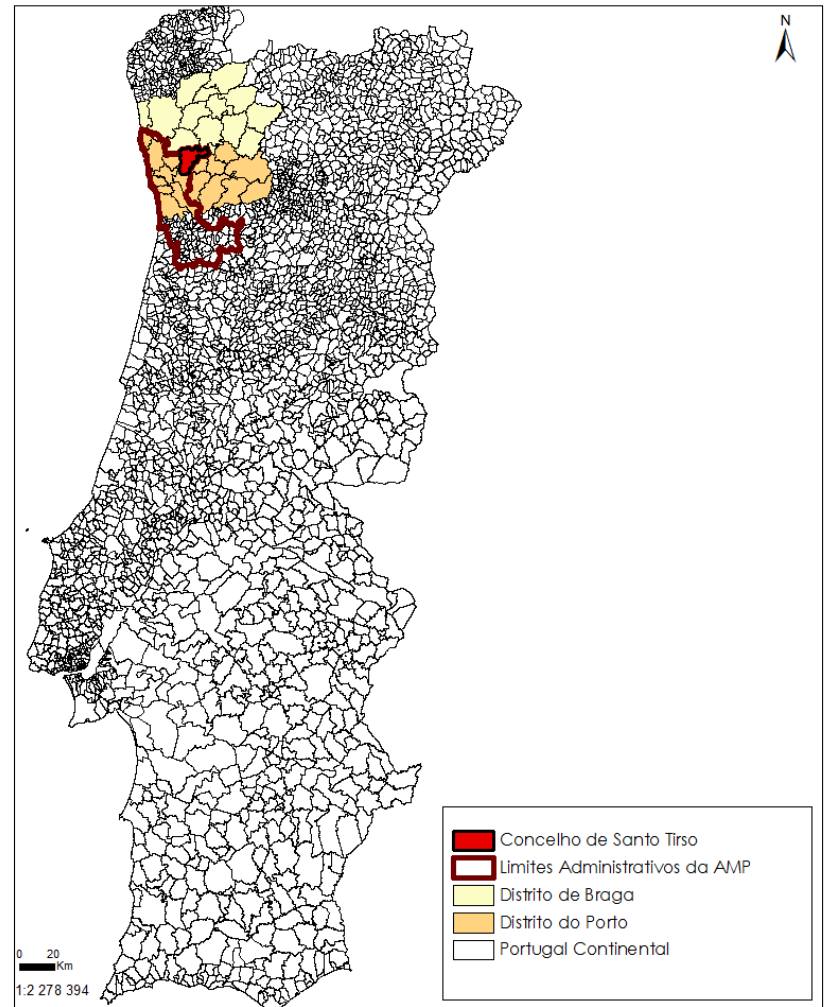 N
Concelho de Santo Tirso
Limites Administrativos da AMP
Distrito de Braga
Distrito do Porto
Portugal Continental
0 20
Km
1:2 278 394